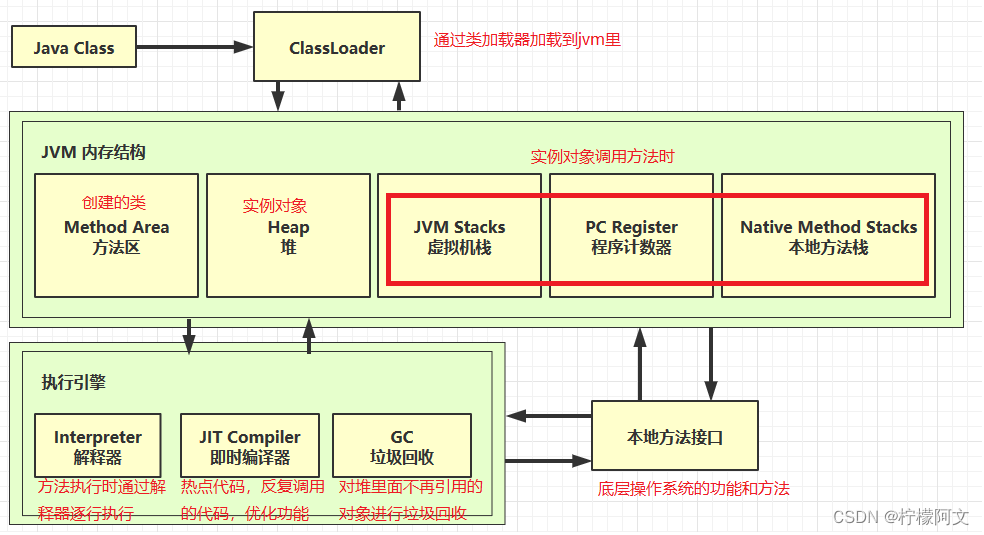 Java Class
ClassLoader
通过类加载器加载到jvm里
JVM 内存结构
实例对象调用方法时
创建的类
Method Area
方法区
实例对象
Heap
堆
JVM Stacks
虚拟机栈
PC Register
程序计数器
Native Method Stacks
本地方法栈
执行引擎
Interpreter
解释器
方法执行时通过解
释器逐行执行
JIT Compiler
即时编译器
热点代码，反复调用
的代码，优化功能
GC
垃圾回收
对堆里面不再引用的
对象进行垃圾回收
本地方法接口
底层操作系统的功能和方法
CSDN @柠檬阿文